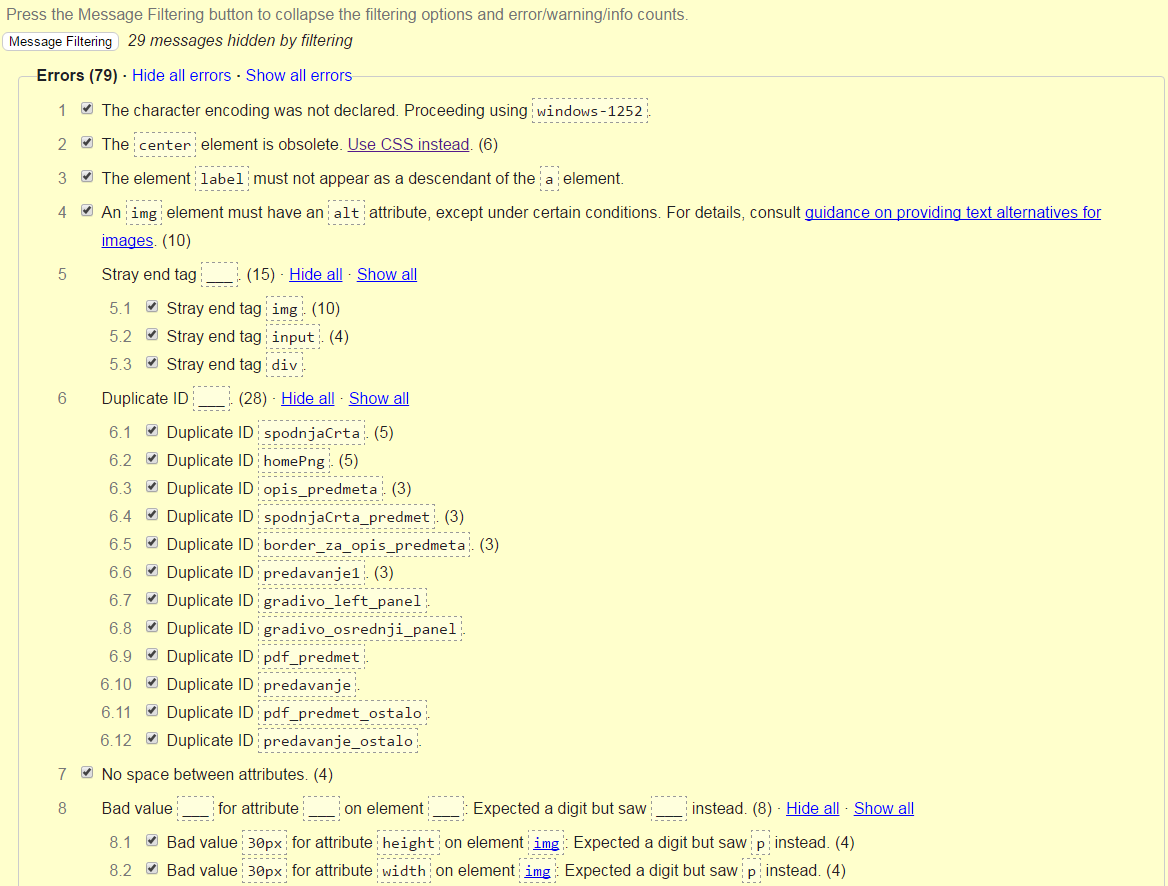 Press the Message Filtering button to collapse the filtering options and error/warning/info counts.
Message Filtering 29 messages hidden by filtering
Errors (79) · Hide all errors · Show all errors
1 The character encoding was not declared. Proceeding using windows-1252.
2 The center element is obsolete. Use CSS instead. (6)
3 The element label must not appear as a descendant of the a element.
4 An img element must have an alt attribute, except under certain conditions. For details, consult guidance on providing text alternatives for
images. (10)
5 Stray end tag ___. (15) · Hide all · Show all
5.1 Stray end tag img. (10)
5.2 Stray end tag input. (4)
5.3 Stray end tag div.
6 Duplicate ID ___. (28) · Hide all · Show all
6.1 Duplicate ID spodnjaCrta. (5)
6.2 Duplicate ID homePng. (5)
6.3 Duplicate ID opis_predmeta. (3)
6.4 Duplicate ID spodnjaCrta_predmet. (3)
6.5 Duplicate ID border_za_opis_predmeta. (3)
6.6 Duplicate ID predavanje1. (3)
6.7 Duplicate ID gradivo_left_panel.
6.8 Duplicate ID gradivo_osrednji_panel.
6.9 Duplicate ID pdf_predmet.
6.10 Duplicate ID predavanje.
6.11 Duplicate ID pdf_predmet_ostalo.
6.12 Duplicate ID predavanje_ostalo.
7 No space between attributes. (4)
8 Bad value ___ for attribute ___ on element ___: Expected a digit but saw ___ instead. (8) · Hide all · Show all
8.1 Bad value 30px for attribute height on element img: Expected a digit but saw p instead. (4)
8.2 Bad value 30px for attribute width on element img: Expected a digit but saw p instead. (4)